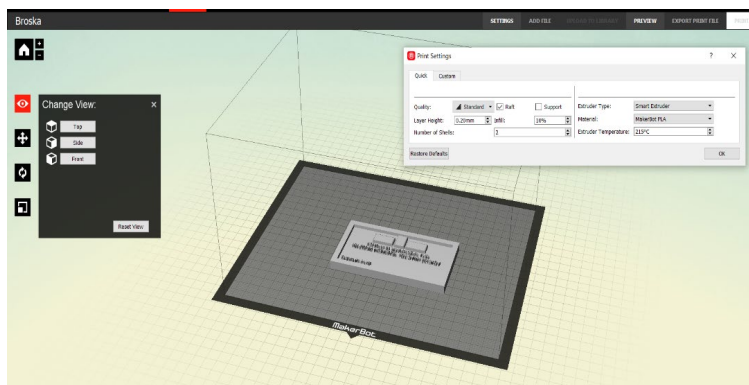 Broska
SETTINGS
ADD FILE
PREVIEW
EXPORT PRINT FILE
Print Settings
? ×
Quick
Custom
Quality:
Standard
Raft
Support
Extruder Type:
Smart Extruder
Layer Height:
0.20mm
Infill:
10%
Material:
MakerBot PLA
Number of Shells:
Extruder Temperature:
215°C
Restore Defaults
OK
Change View:
×
Top
Side
Front
Reset View
MakerBot